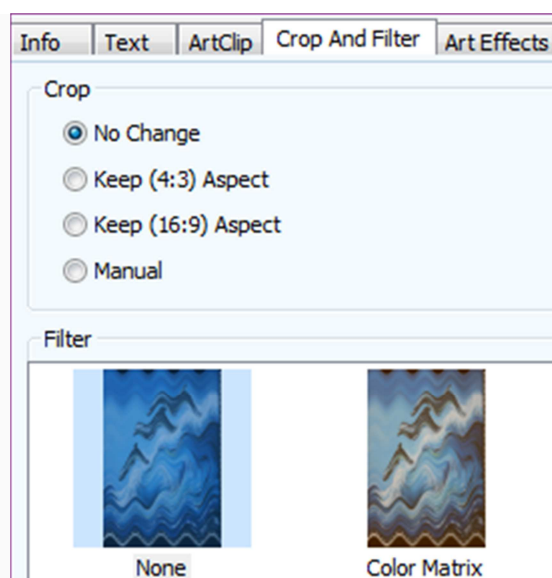 Info Text ArtClip Crop And Filter Art Effects
Crop
No Change
Keep (4:3) Aspect
Keep (16:9) Aspect
Manual
Filter
None Color Matrix